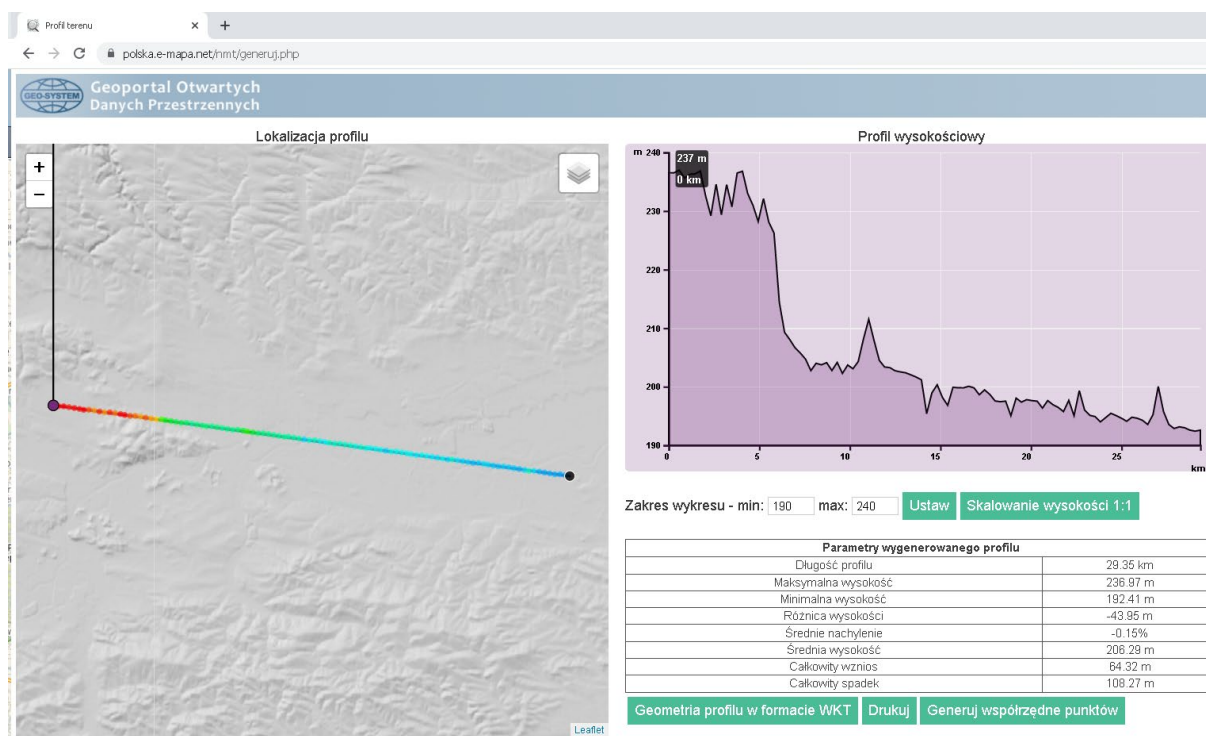 Profil terenu × +
polska.e-mapa.net/nmt/generuj.php
GEO-SYSTEM
Geoportal Otwartych
Danych Przestrzennych
Lokalizacja profilu
+
−
Leaflet
Profil wysokościowy
m 240
237 m
0 km
230
220
210
200
190
0 5 10 15 20 25
km
Zakres wykresu - min: 190 max: 240 Ustaw Skalowanie wysokości 1:1
Parametry wygenerowanego profilu
Długość profilu 29.35 km
Maksymalna wysokość 236.97 m
Minimalna wysokość 192.41 m
Różnica wysokości -43.95 m
Średnie nachylenie -0.15%
Średnia wysokość 206.29 m
Całkowity wznios 64.32 m
Całkowity spadek 108.27 m
Geometria profilu w formacie WKT Drukuj Generuj współrzędne punktów